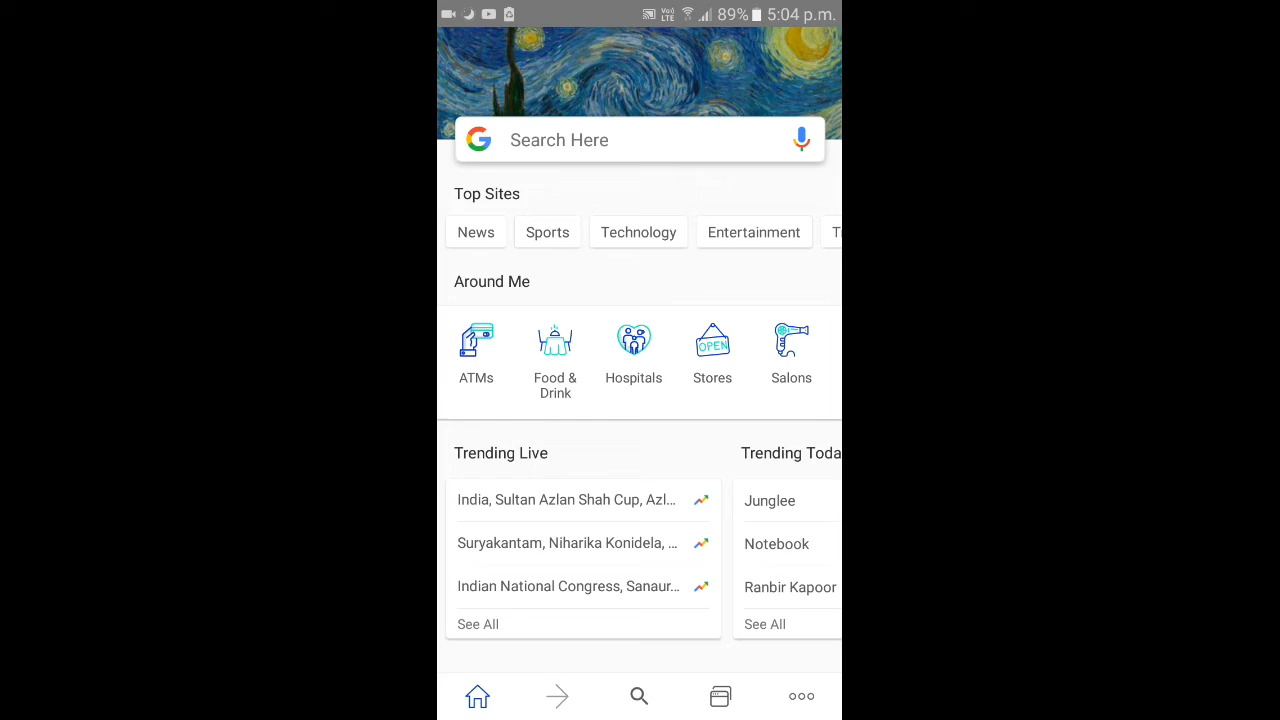 Vo) LTE 89% 5:04 p.m.
Search Here
Top Sites
News Sports Technology Entertainment T
Around Me
OPEN
ATMs Food & Drink Hospitals Stores Salons
Trending Live
India, Sultan Azlan Shah Cup, Azl...
Suryakantam, Niharika Konidela, ...
Indian National Congress, Sanaur...
See All
Trending Toda
Junglee
Notebook
Ranbir Kapoor
See All